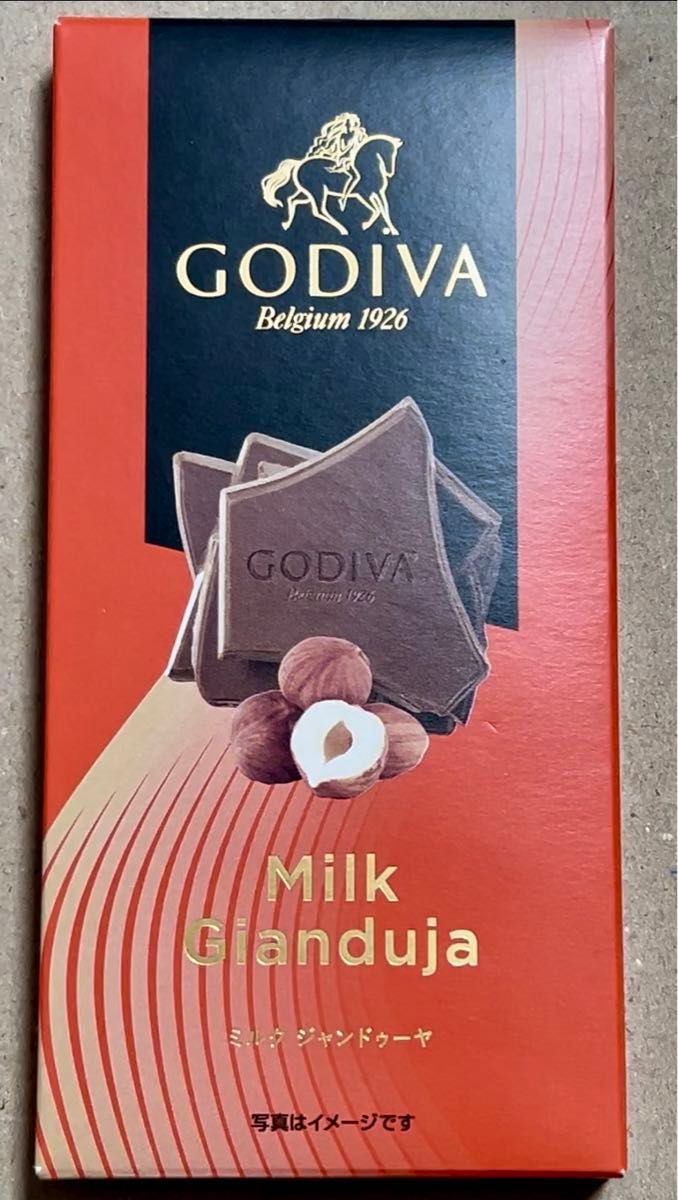 GODIVA
Belgium 1926
GODIVA
Belgium 1926
Milk
Gianduja
ミルク ジャンドゥーヤ
写真はイメージです